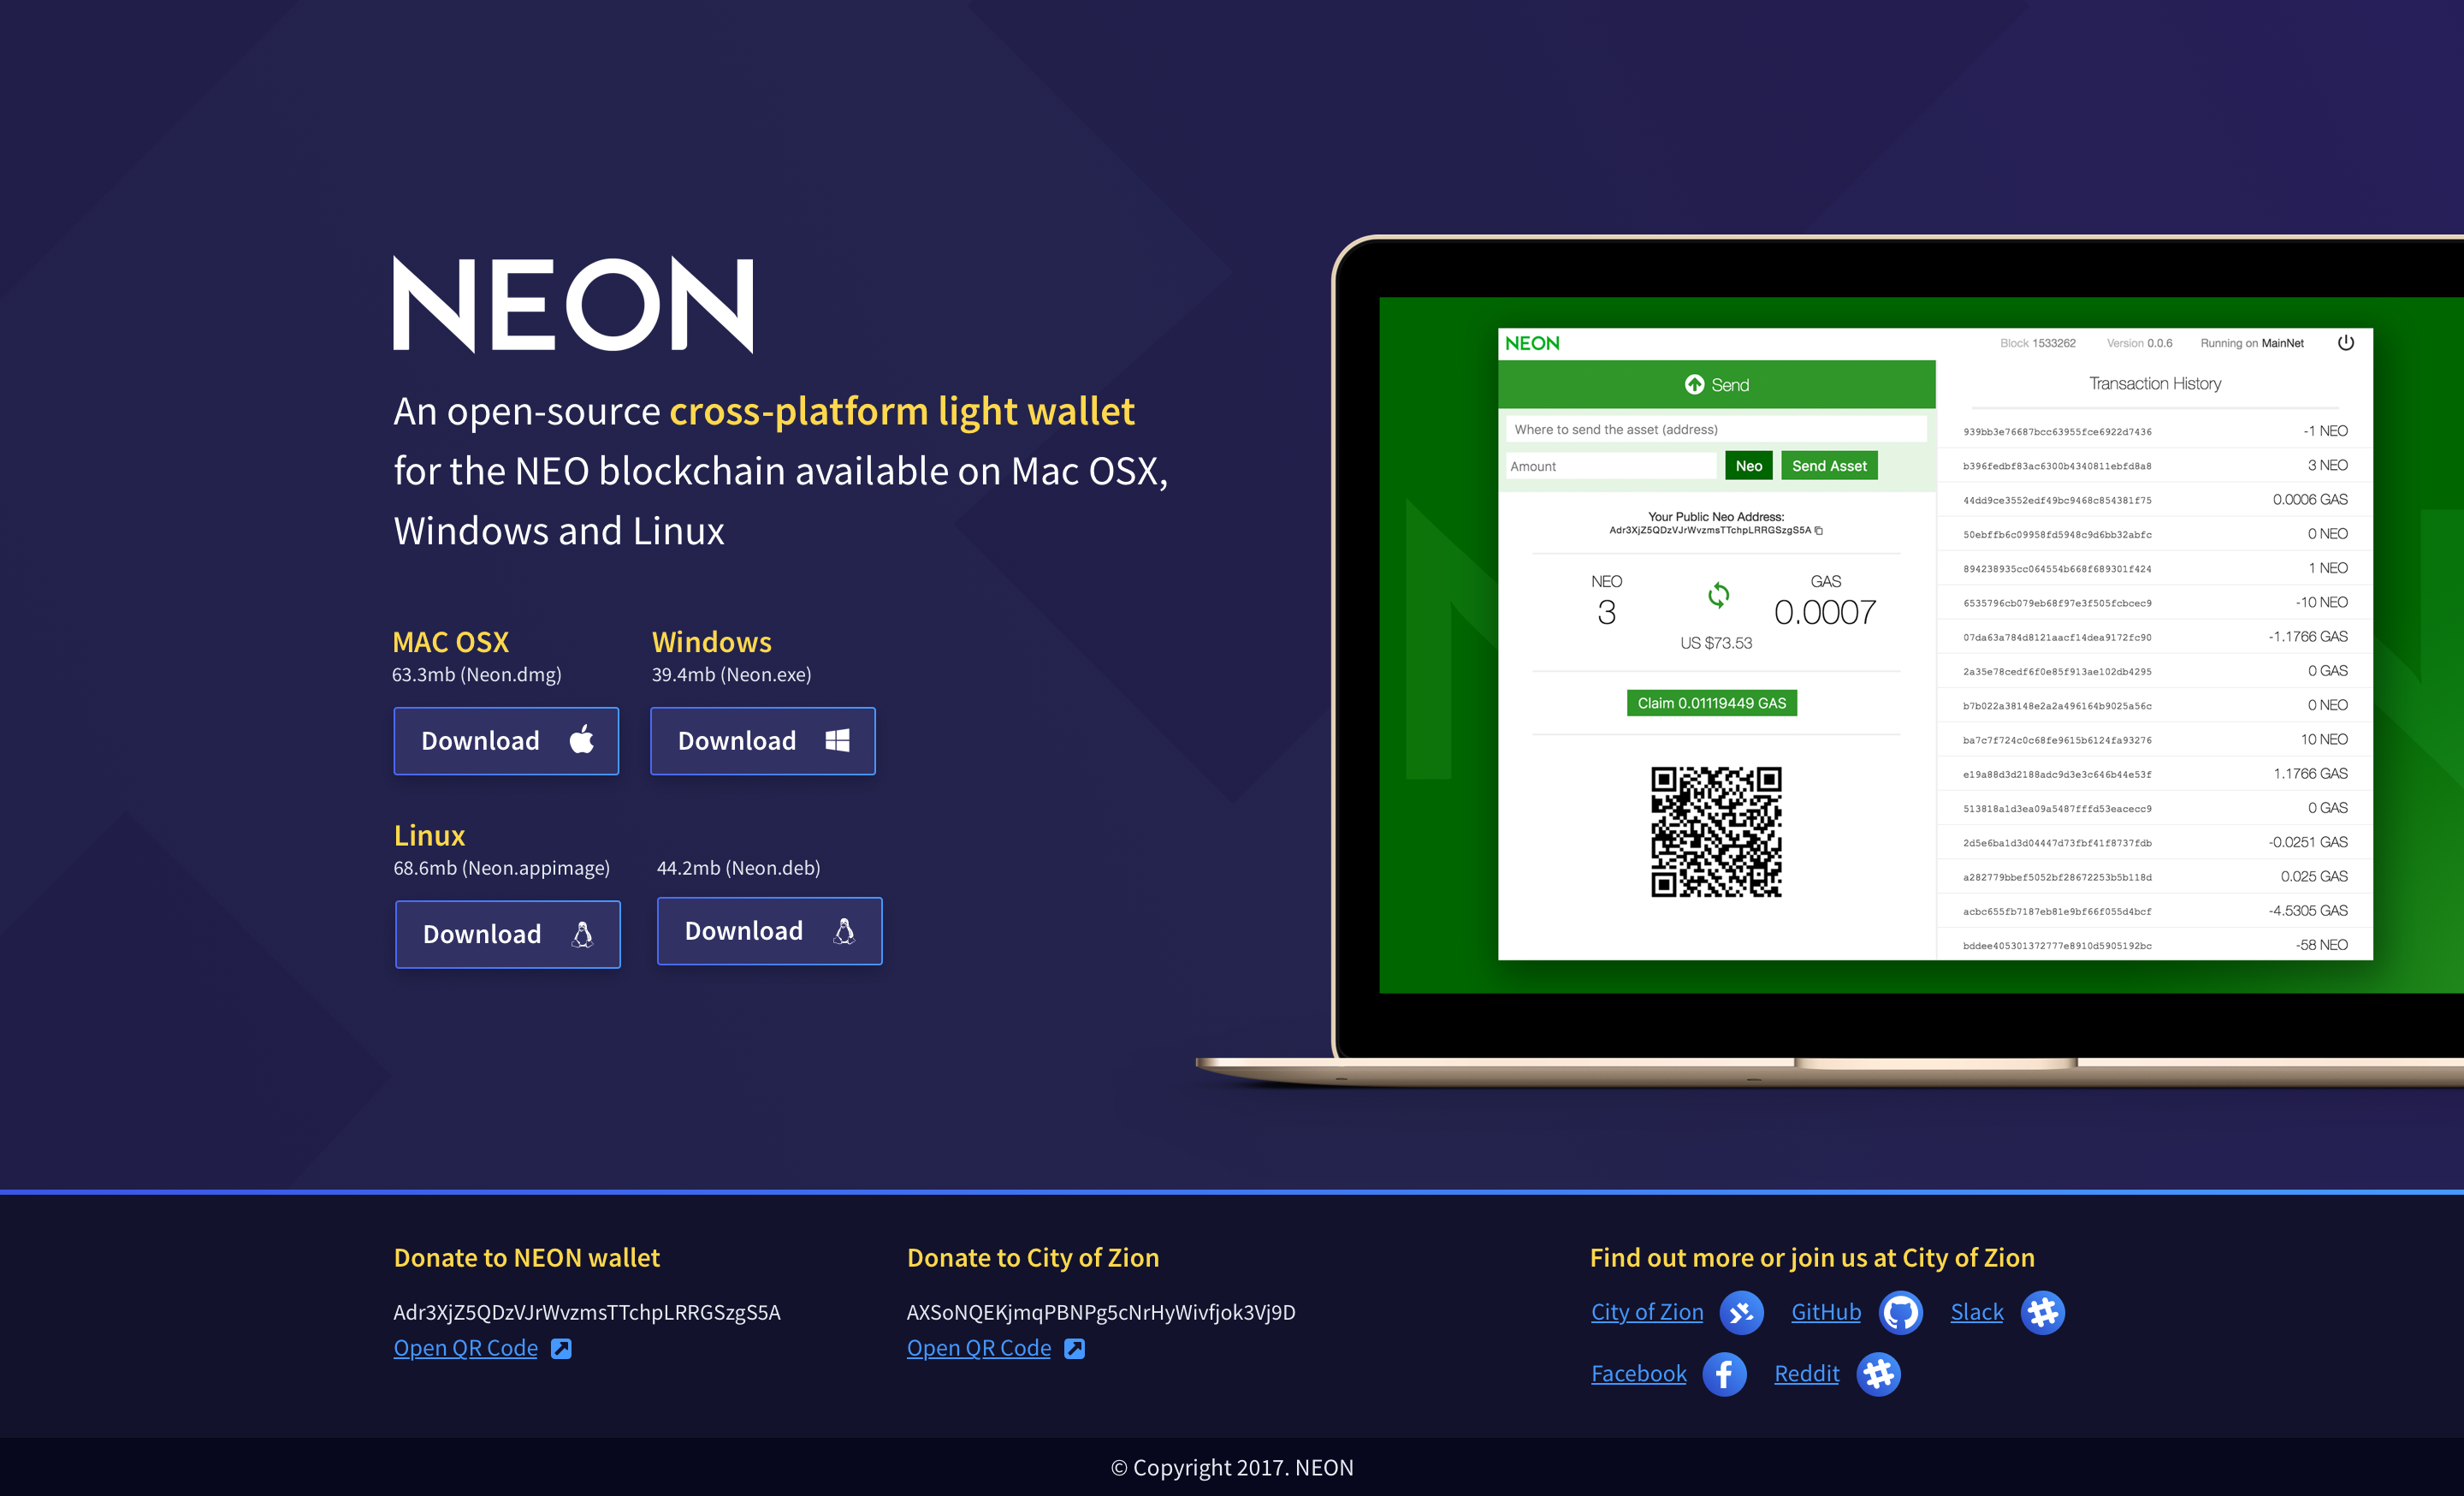 NEON
An open-source cross-platform light wallet
for the NEO blockchain available on Mac OSX,
Windows and Linux
MAC OSX
63.3mb (Neon.dmg)
Download
Windows
39.4mb (Neon.exe)
Download
Linux
68.6mb (Neon.appimage)
Download
44.2mb (Neon.deb)
Download
NEON
Block 1533262
Version 0.0.6
Running on MainNet
Send
Where to send the asset (address)
Amount
Neo
Send Asset
Your Public Neo Address:
Adr3XjZ5QDzVJrWvzmsTTchpLRRGSzgS5A
NEO
3
GAS
0.0007
US $73.53
Claim 0.01119449 GAS
Transaction History
939bb3e76687bcc63955fce6922d7436 -1 NEO
b396fedbf83ac6300b4340811ebfd8a8 3 NEO
44dd9ce3552edf49bc9468c854381f75 0.0006 GAS
50ebffb6c09958fd5948c9d6bb32abfc 0 NEO
894238935cc064554b668f689301f424 1 NEO
6535796cb079eb68f97e3f505fcbcec9 -10 NEO
07da63a784d8121aacf14dea9172fc90 -1.1766 GAS
2a35e78cedf6f0e85f913ae102db4295 0 GAS
b7b022a38148e2a2a496164b9025a56c 0 NEO
ba7c7f724c0c68fe9615b6124fa93276 10 NEO
e19a88d3d2188adc9d3e3c646b44e53f 1.1766 GAS
513818a1d3ea09a5487fffd53eacecc9 0 GAS
2d5e6ba1d3d04447d73fbf41f8737fdb -0.0251 GAS
a282779bbef5052bf28672253b5b118d 0.025 GAS
acbc655fb7187eb81e9bf66f055d4bcf -4.5305 GAS
bddee405301372777e8910d5905192bc -58 NEO
Donate to NEON wallet
Adr3XjZ5QDzVJrWvzmsTTchpLRRGSzgS5A
Open QR Code
Donate to City of Zion
AXSoNQEKjmqPBNPg5cNrHyWivfjok3Vj9D
Open QR Code
Find out more or join us at City of Zion
City of Zion
GitHub
Slack
Facebook
Reddit
© Copyright 2017. NEON